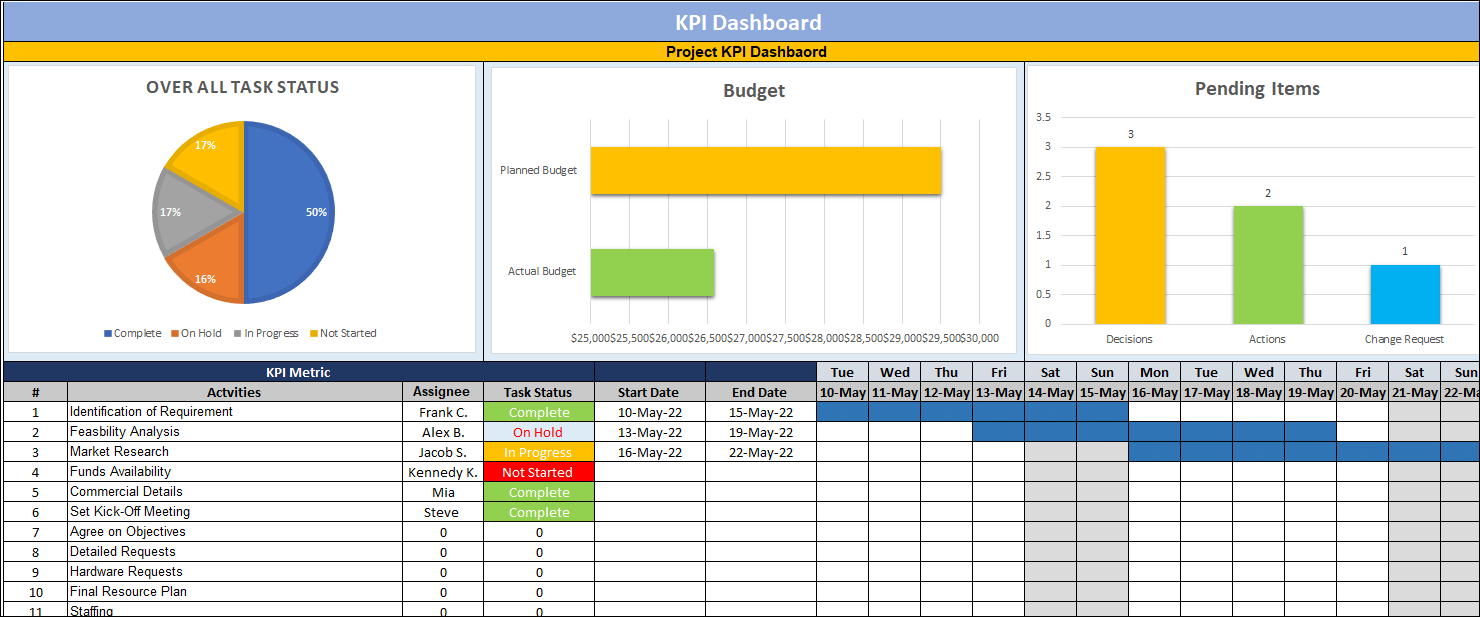 KPI Dashboard
Project KPI Dashbaord
OVER ALL TASK STATUS
17%
17%
50%
16%
Complete On Hold In Progress Not Started
Budget
Planned Budget
Actual Budget
$25,000 $25,500 $26,000 $26,500 $27,000 $27,500 $28,000 $28,500 $29,000 $29,500 $30,000
Pending Items
3.5
3
2.5
2
1.5
1
0.5
0
3
2
1
Decisions Actions Change Request
KPI Metric Tue Wed Thu Fri Sat Sun Mon Tue Wed Thu Fri Sat Sun
# Actvities Assignee Task Status Start Date End Date 10-May 11-May 12-May 13-May 14-May 15-May 16-May 17-May 18-May 19-May 20-May 21-May 22-Ma
1 Identification of Requirement Frank C. Complete 10-May-22 15-May-22
2 Feasbility Analysis Alex B. On Hold 13-May-22 19-May-22
3 Market Research Jacob S. In Progress 16-May-22 22-May-22
4 Funds Availability Kennedy K. Not Started
5 Commercial Details Mia Complete
6 Set Kick-Off Meeting Steve Complete
7 Agree on Objectives 0 0
8 Detailed Requests 0 0
9 Hardware Requests 0 0
10 Final Resource Plan 0 0
11 Staffing 0 0